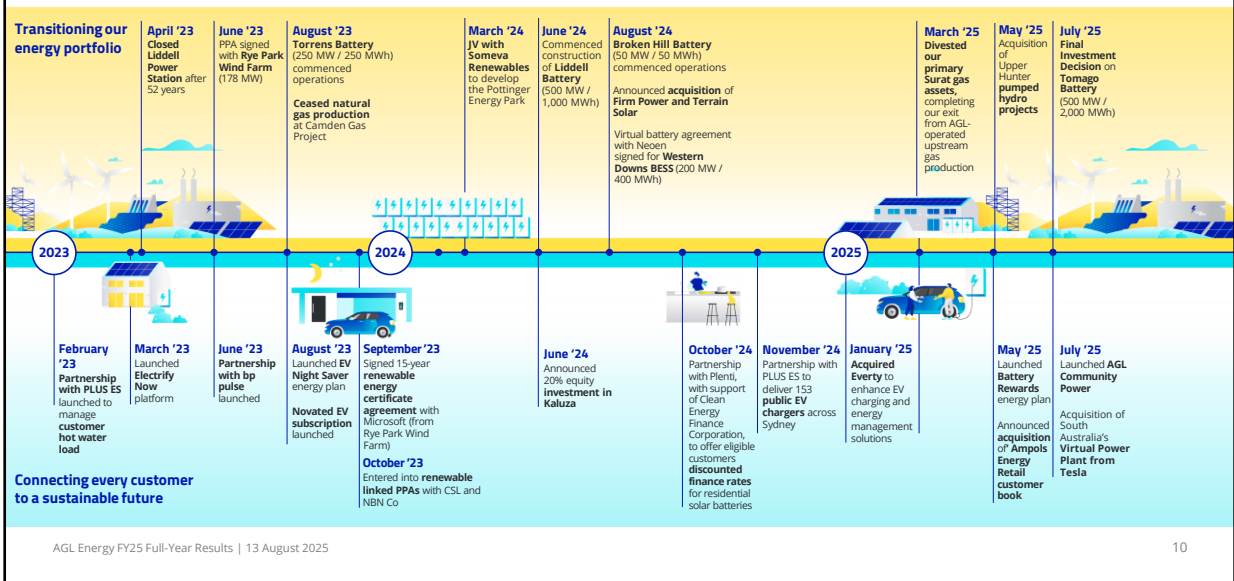 Transitioning our
energy portfolio
April ‘23
Closed
Liddell
Power
Station after
52 years
June '23
PPA signed
with Rye Park
Wind Farm
(178 MW)
August '23
Torrens Battery
(250 MW / 250 MWh)
commenced
operations
Ceased natural
gas production
at Camden Gas
Project
March ‘24
JV with
Someva
Renewables
to develop
the Pottinger
Energy Park
June ‘24
Commenced
construction
of Liddell
Battery
(500 MW /
1,000 MWh)
August '24
Broken Hill Battery
(50 MW / 50 MWh)
commenced operations
Announced acquisition of
Firm Power and Terrain
Solar
Virtual battery agreement
with Neoen
signed for Western
Downs BESS (200 MW /
400 MWh)
March ‘25
Divested
our
primary
Surat gas
assets,
completing
our exit
from AGL-
operated
upstream
gas
production
May ‘25
Acquisition
of
Upper
Hunter
pumped
hydro
projects
July ‘25
Final
Investment
Decision on
Tomago
Battery
(500 MW /
2,000 MWh)
2023
2024
2025
February
’23
Partnership
with PLUS ES
launched to
manage
customer
hot water
load
March ’23
Launched
Electrify
Now
platform
June ’23
Partnership
with bp
pulse
launched
August ’23
Launched EV
Night Saver
energy plan
Novated EV
subscription
launched
September’23
Signed 15-year
renewable
energy
certificate
agreement with
Microsoft (from
Rye Park Wind
Farm)
October ’23
Entered into renewable
linked PPAs with CSL and
NBN Co
June ‘24
Announced
20% equity
investment in
Kaluza
October '24
Partnership
with Plenti,
with support
of Clean
Energy
Finance
Corporation,
to offer eligible
customers
discounted
finance rates
for residential
solar batteries
November ‘24
Partnership with
PLUS ES to
deliver 153
public EV
chargers across
Sydney
January ‘25
Acquired
Everty to
enhance EV
charging and
energy
management
solutions
May ‘25
Launched
Battery
Rewards
energy plan
Announced
acquisition
of’ Ampols
Energy
Retail
customer
book
July ‘25
Launched AGL
Community
Power
Acquisition of
South
Australia’s
Virtual Power
Plant from
Tesla
Connecting every customer
to a sustainable future
AGL Energy FY25 Full-Year Results | 13 August 2025
10